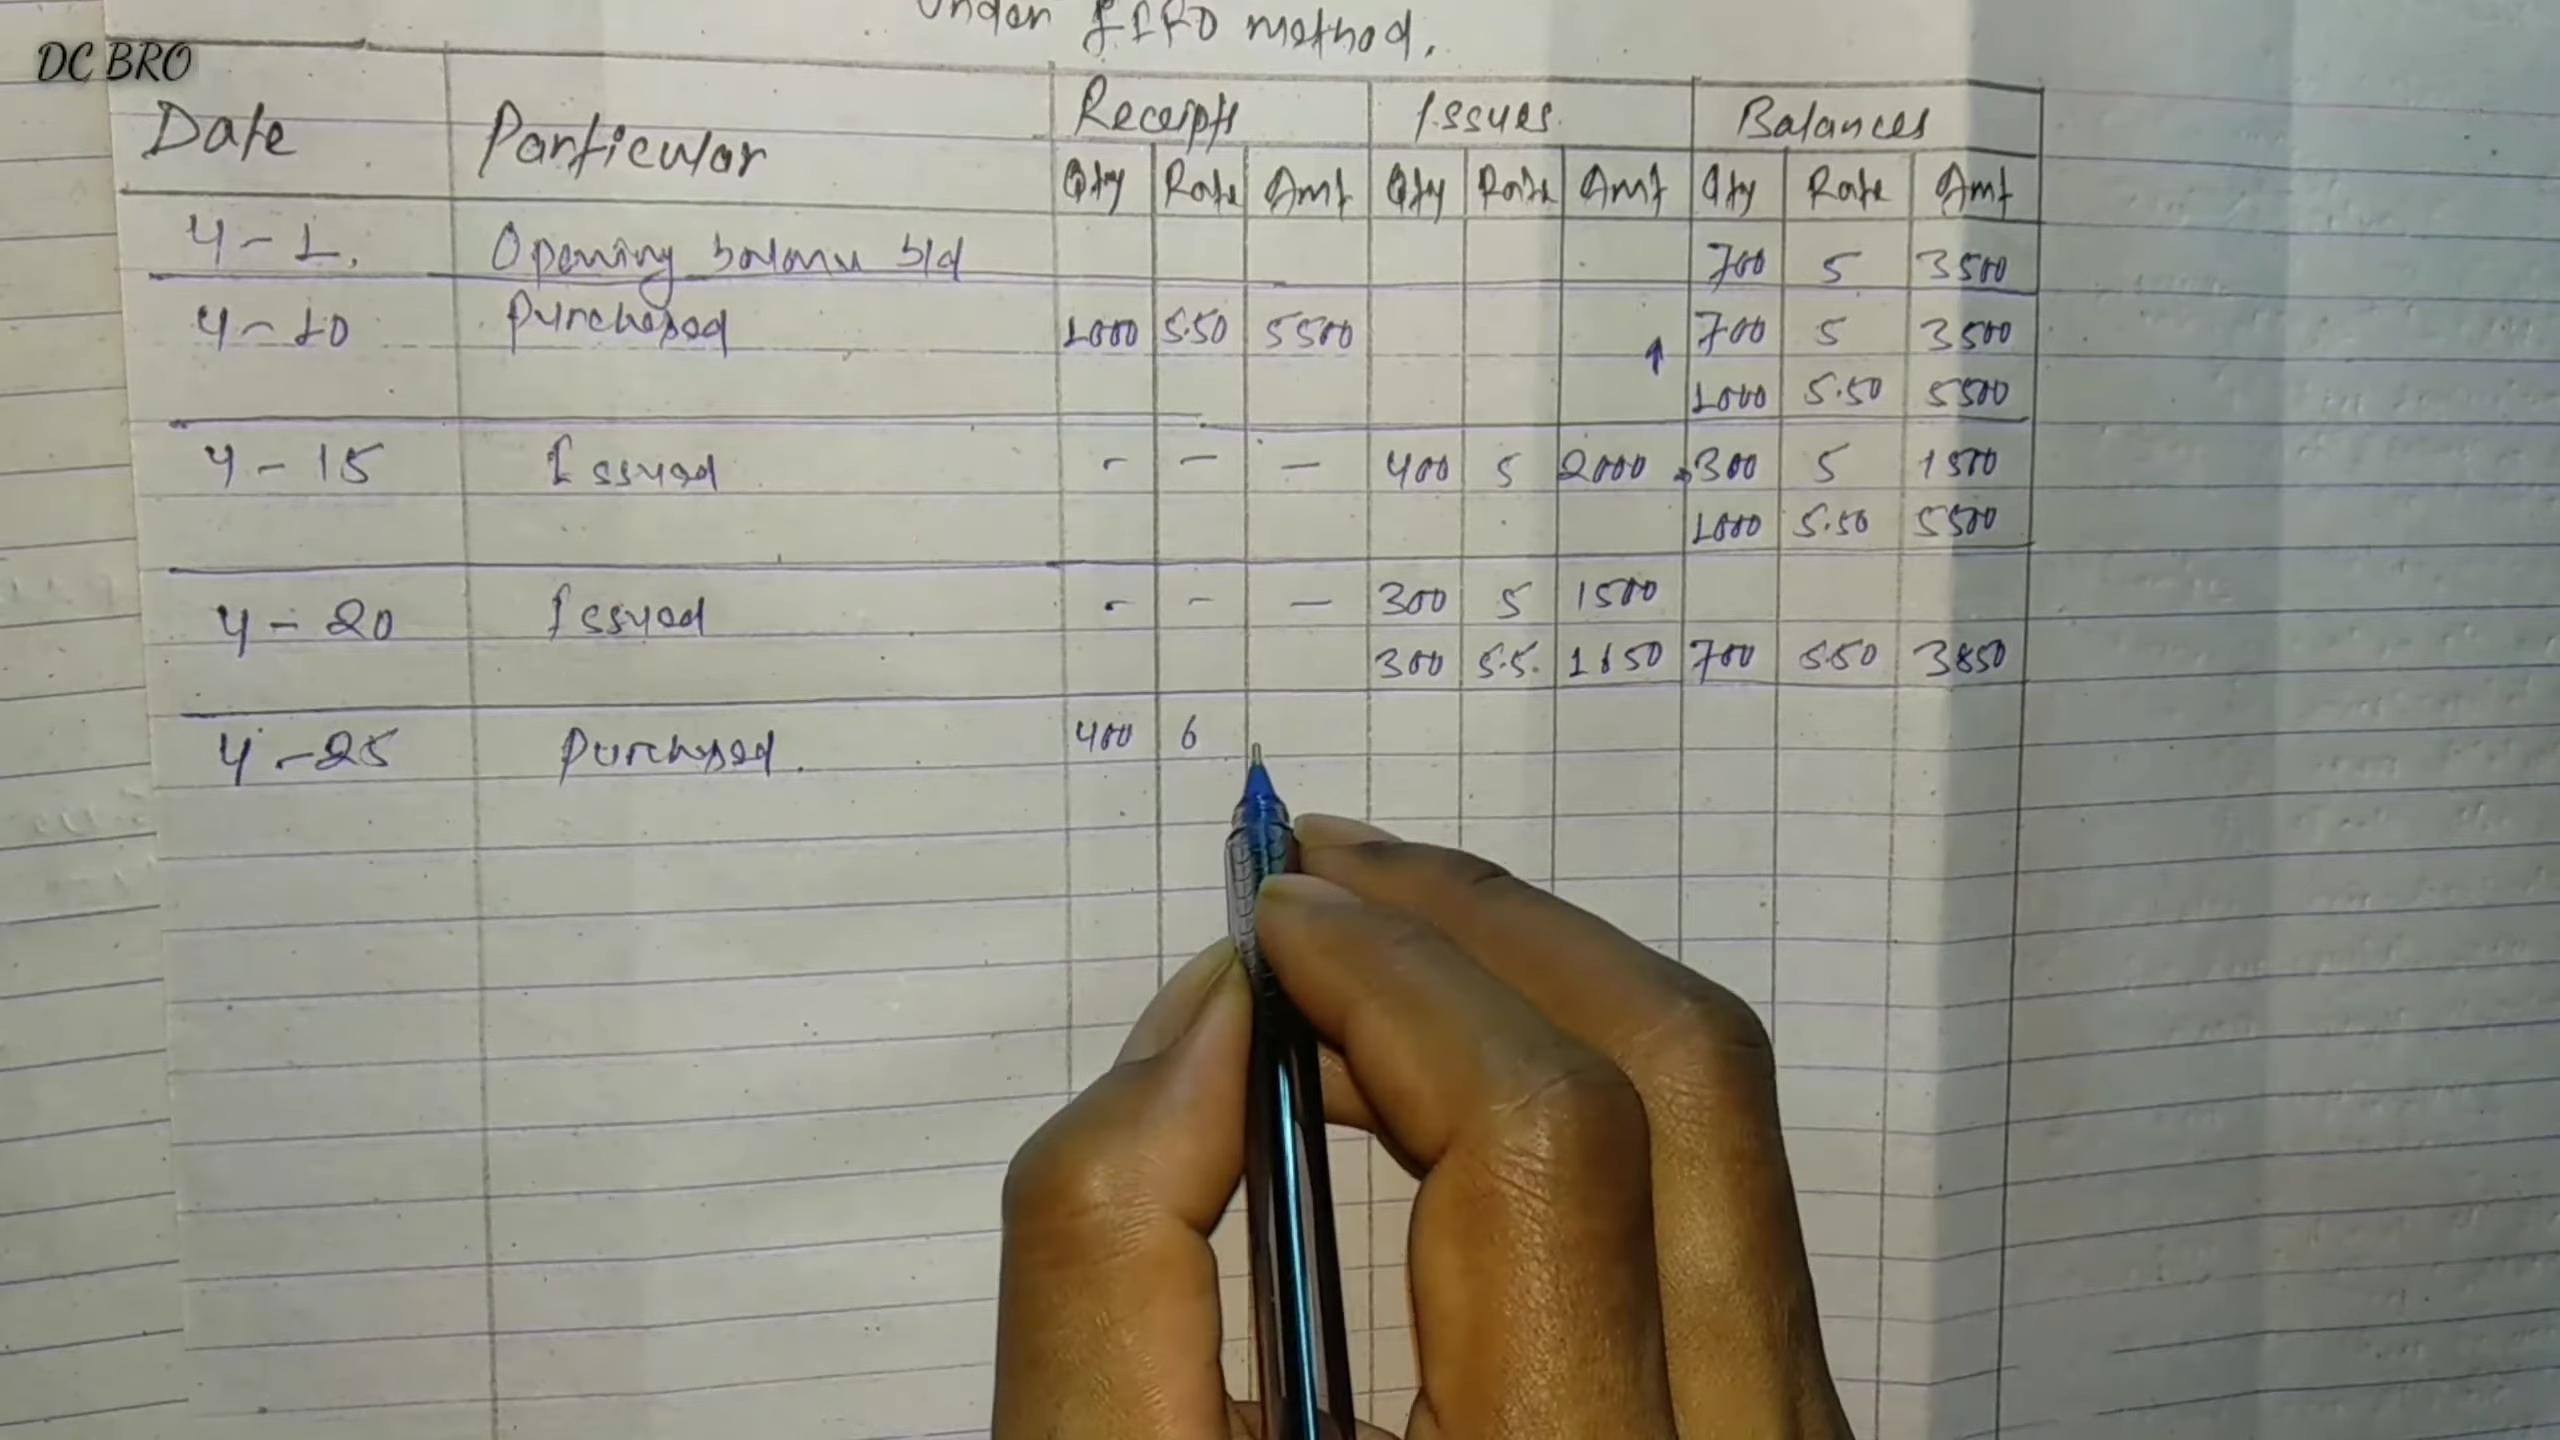 DC BRO
Under FIFO method.
Date Particular Receipts Issues. Balances
Qty Rate Amt Qty Rate Amt Qty Rate Amt
4-1. Opening balance b/d 700 5 3500
4-10 Purchased 1000 5.50 5500 700 5 3500
1000 5.50 5500
4-15 Issued - - - 400 5 2000 300 5 1500
1000 5.50 5500
4-20 Issued - - - 300 5 1500
300 5.5. 1650 700 5.50 3850
4-25 Purchased. 400 6